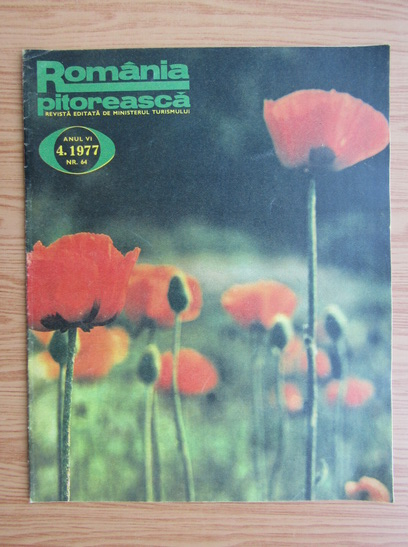 România
pitorească
REVISTĂ EDITATĂ DE MINISTERUL TURISMULUI
ANUL VI
4.1977
NR. 64